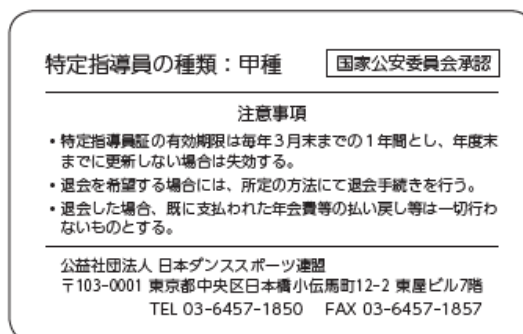 特定指導員の種類：甲種
国家公安委員会承認
注意事項
・特定指導員証の有効期限は毎年3月末までの1年間とし、年度末
までに更新しない場合は失効する。
・退会を希望する場合には、所定の方法にて退会手続きを行う。
・退会した場合、既に支払われた年会費等の払い戻し等は一切行わ
ないものとする。
公益社団法人 日本ダンススポーツ連盟
〒103-0001 東京都中央区日本橋小伝馬町12-2 東屋ビル7階
TEL 03-6457-1850 FAX 03-6457-1857